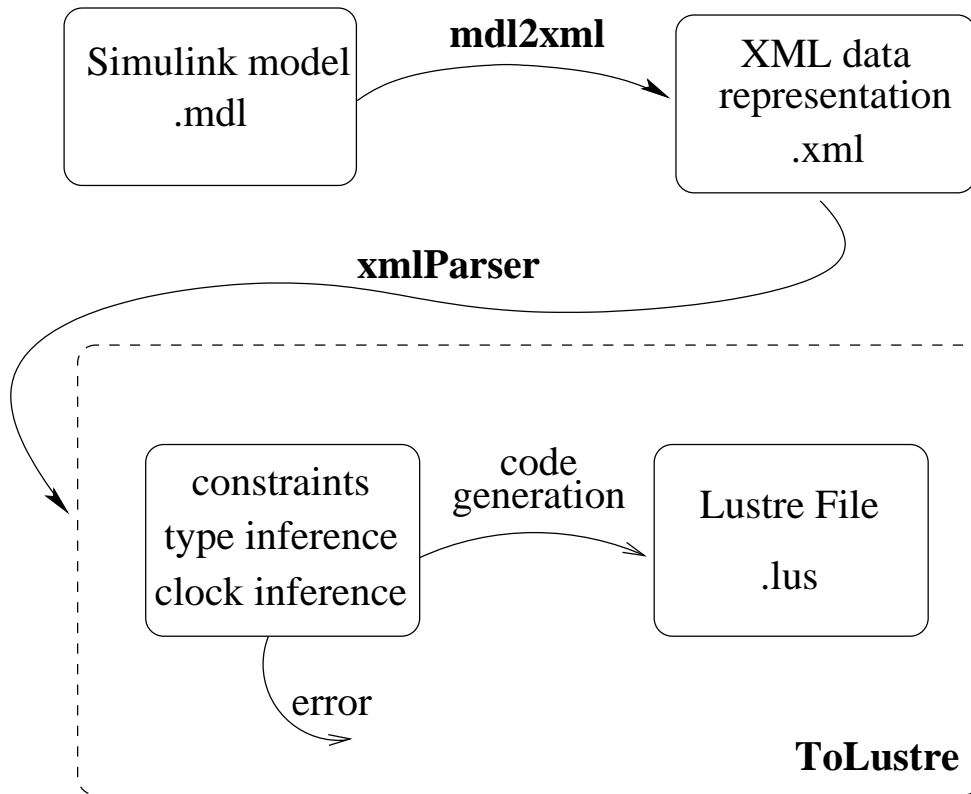 mdl2xml
Simulink model
.mdl
XML data
representation
.xml
xmlParser
constraints
type inference
clock inference
code
generation
Lustre File
.lus
error
ToLustre